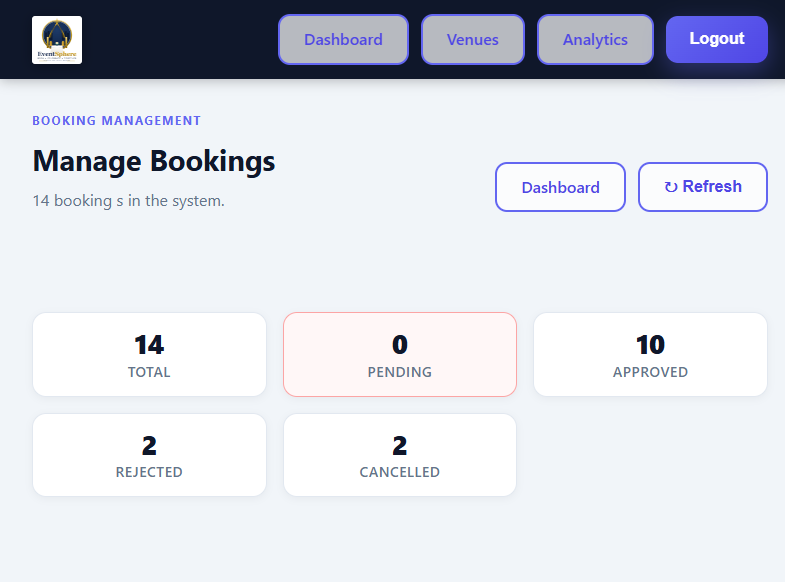 EventSphere
Dashboard
Venues
Analytics
Logout
BOOKING MANAGEMENT
Manage Bookings
14 booking s in the system.
Dashboard
↻ Refresh
14
TOTAL
0
PENDING
10
APPROVED
2
REJECTED
2
CANCELLED